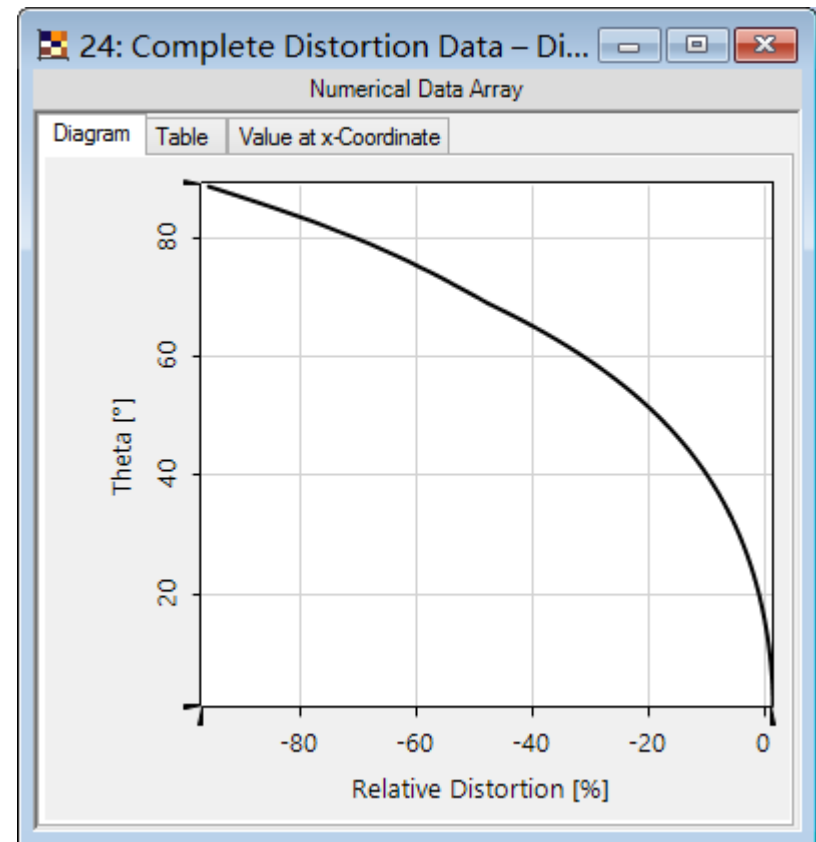 24: Complete Distortion Data – Di...
Numerical Data Array
Diagram Table Value at x-Coordinate
80
60
40
20
Theta [°]
-80 -60 -40 -20 0
Relative Distortion [%]